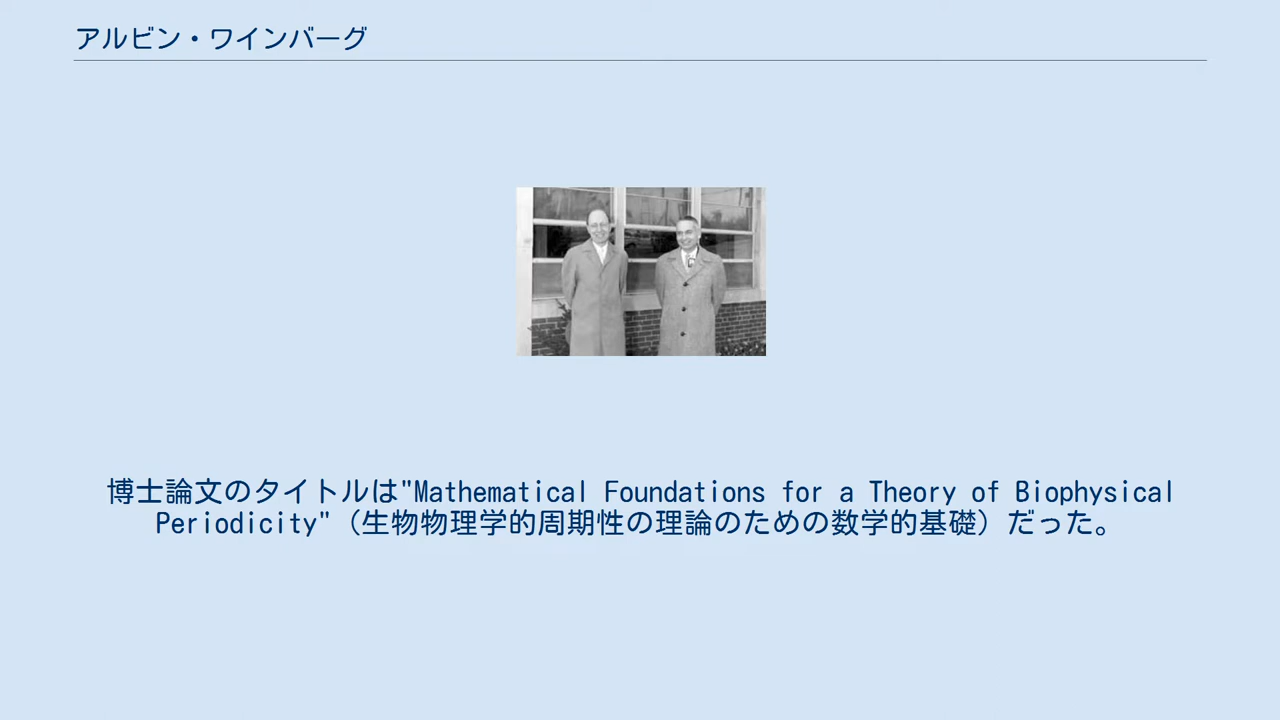 アルビン・ワインバーグ
博士論文のタイトルは"Mathematical Foundations for a Theory of Biophysical
Periodicity"（生物物理学的周期性の理論のための数学的基礎）だった。